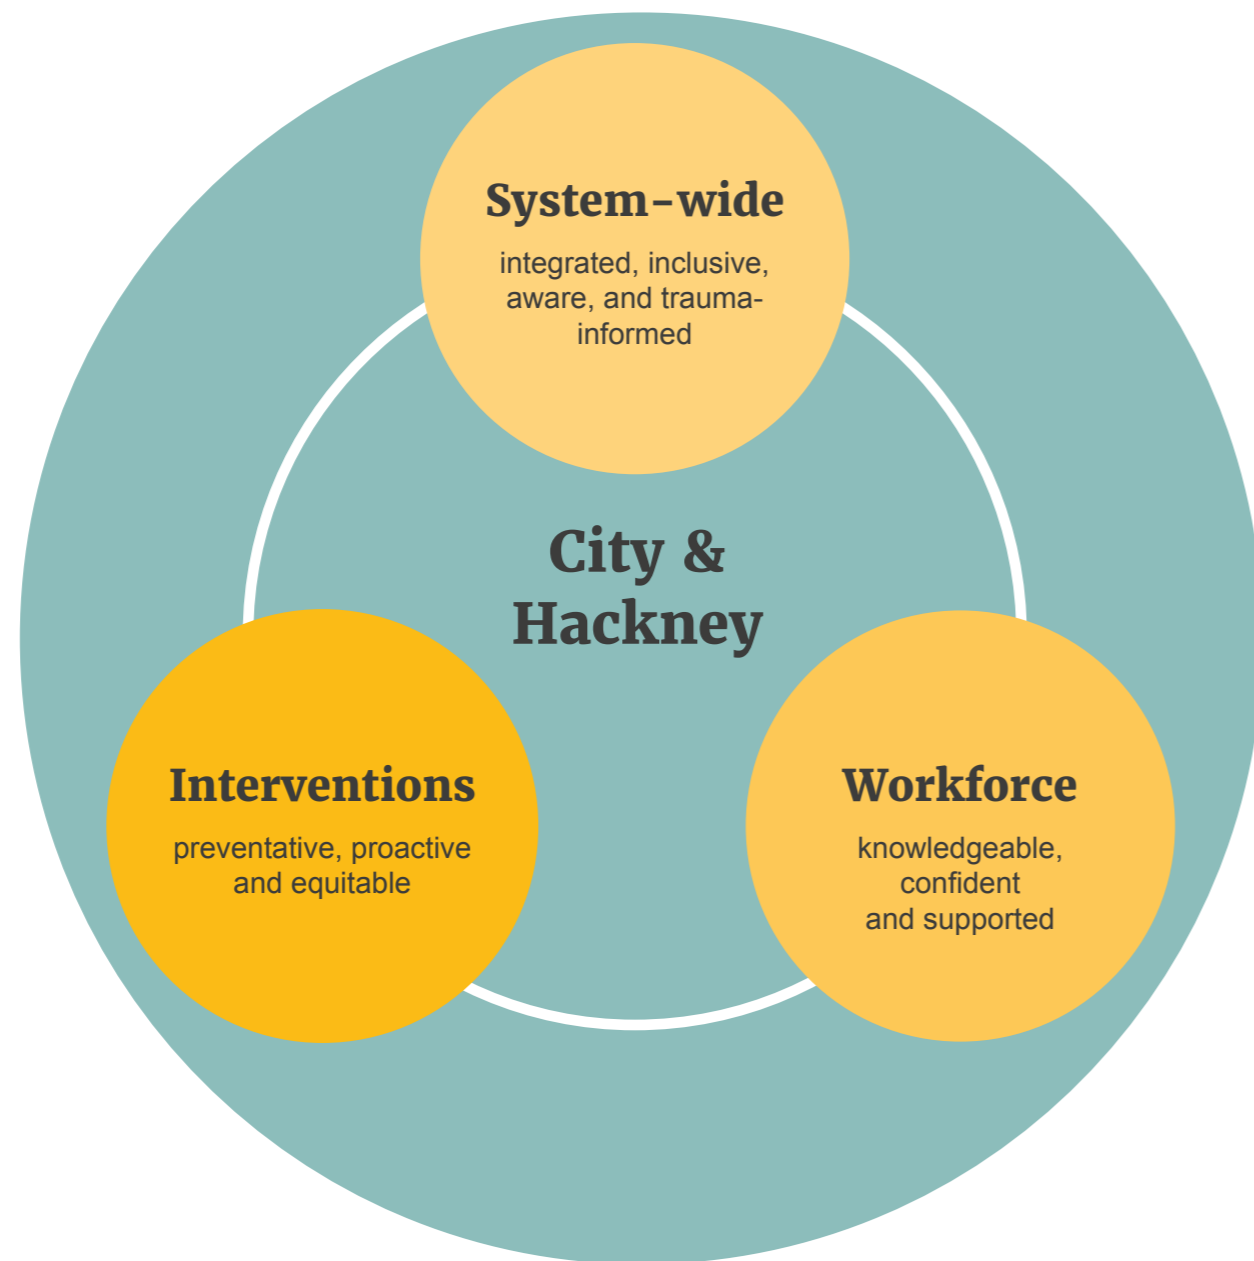 System-wide
integrated, inclusive,
aware, and trauma-
informed
City &
Hackney
Interventions
preventative, proactive
and equitable
Workforce
knowledgeable,
confident
and supported